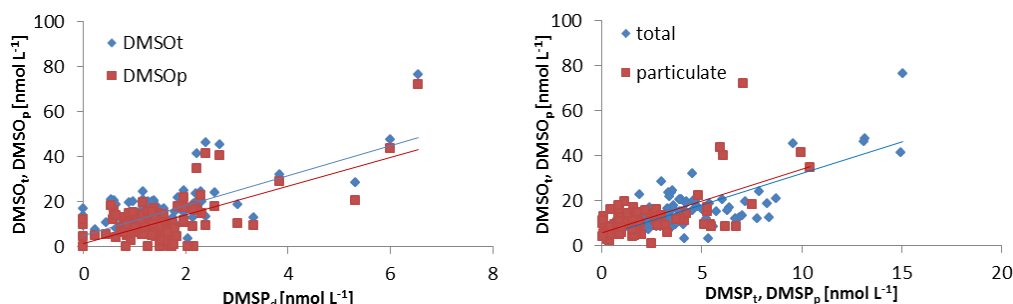 DMSOt, DMSOp [nmol L-1]
100
80
60
40
20
0
DMSOt
DMSOp
0 2 4 6 8
DMSPd [nmol L-1]
DMSOt, DMSOp [nmol L-1]
100
80
60
40
20
0
total
particulate
0 5 10 15 20
DMSPt, DMSPp [nmol L-1]